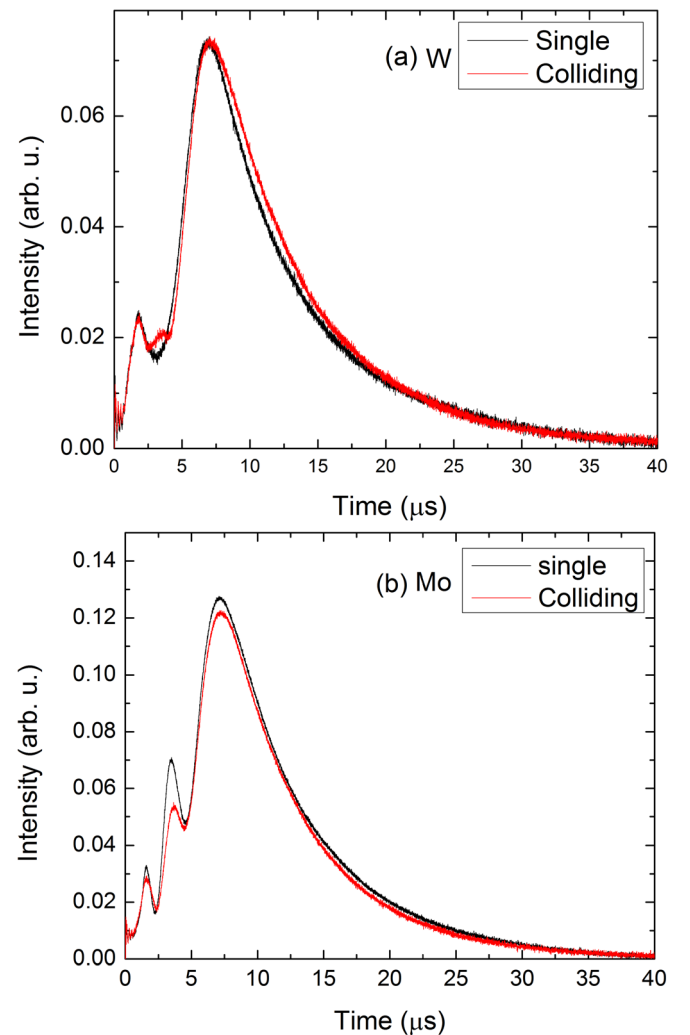 (a) W
Single
Colliding
Intensity (arb. u.)
0.06
0.04
0.02
0.00
0 5 10 15 20 25 30 35 40
Time (μs)
(b) Mo
single
Colliding
Intensity (arb. u.)
0.14
0.12
0.10
0.08
0.06
0.04
0.02
0.00
0 5 10 15 20 25 30 35 40
Time (μs)